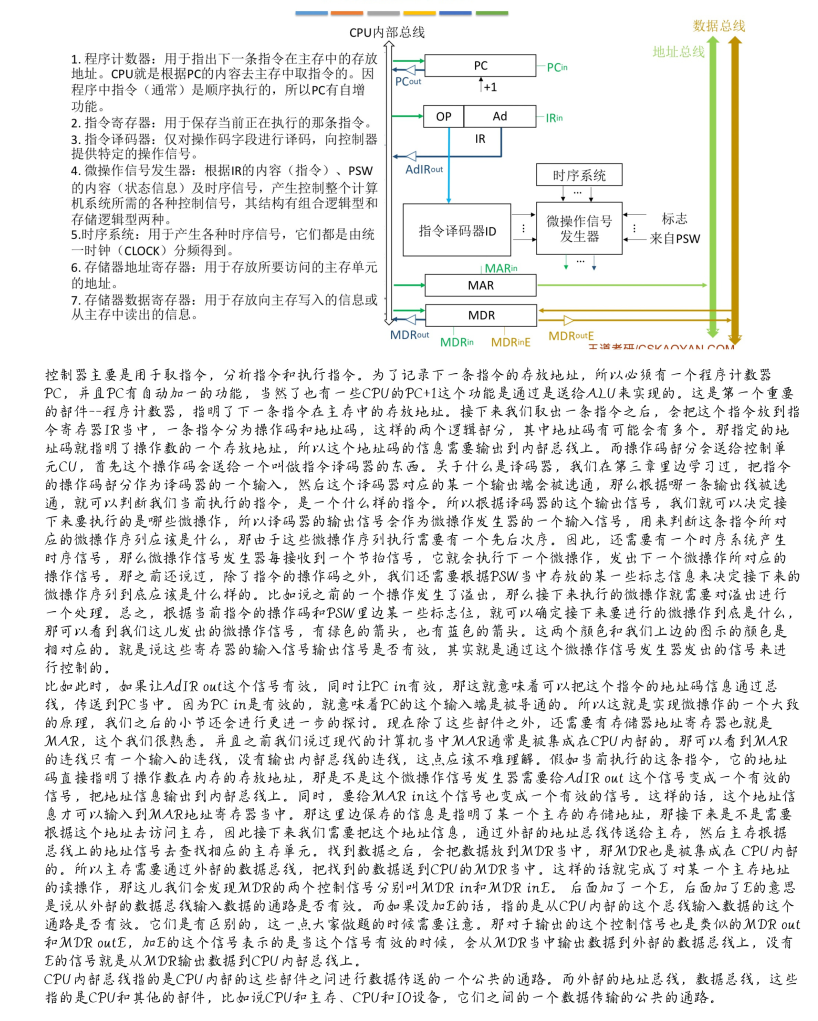 CPU内部总线
数据总线
地址总线
1. 程序计数器：用于指出下一条指令在主存中的存放
地址。CPU就是根据PC的内容去主存中取指令的。因
程序中指令（通常）是顺序执行的，所以PC有自增
功能。
2. 指令寄存器：用于保存当前正在执行的那条指令。
3. 指令译码器：仅对操作码字段进行译码，向控制器
提供特定的操作信号。
4. 微操作信号发生器：根据IR的内容（指令）、PSW
的内容（状态信息）及时序信号，产生控制整个计算
机系统所需的各种控制信号，其结构有组合逻辑型和
存储逻辑型两种。
5.时序系统：用于产生各种时序信号，它们都是由统
一时钟（CLOCK）分频得到。
6. 存储器地址寄存器：用于存放所要访问的主存单元
的地址。
7. 存储器数据寄存器：用于存放向主存写入的信息或
从主存中读出的信息。
PC
PCin
PCout
+1
OP
Ad
IRin
IR
AdIRout
时序系统
...
指令译码器ID
...
微操作信号
发生器
...
标志
来自PSW
...
MARin
MAR
MDR
MDRout
MDRin
MDRinE
MDRoutE
王道考研/CSKAOYAN.COM
控制器主要是用于取指令，分析指令和执行指令。为了记录下一条指令的存放地址，所以必须有一个程序计数器
PC，并且PC有自动加一的功能，当然了也有一些CPU的PC+1这个功能是通过是送给ALU来实现的。这是第一个重要
的部件--程序计数器，指明了下一条指令在主存中的存放地址。接下来我们取出一条指令之后，会把这个指令放到指
令寄存器IR当中，一条指令分为操作码和地址码，这样的两个逻辑部分，其中地址码有可能会有多个。那指定的地
址码就指明了操作数的一个存放地址，所以这个地址码的信息需要输出到内部总线上。而操作码部分会送给控制单
元CU，首先这个操作码会送给一个叫做指令译码器的东西。关于什么是译码器，我们在第三章里边学习过，把指令
的操作码部分作为译码器的一个输入，然后这个译码器对应的某一个输出端会被选通，那么根据哪一条输出线被选
通，就可以判断我们当前执行的指令，是一个什么样的指令。所以根据译码器的这个输出信号，我们就可以决定接
下来要执行的是哪些微操作，所以译码器的输出信号会作为微操作发生器的一个输入信号，用来判断这条指令所对
应的微操作序列应该是什么，那由于这些微操作序列执行需要有一个先后次序。因此，还需要有一个时序系统产生
时序信号，那么微操作信号发生器每接收到一个节拍信号，它就会执行下一个微操作，发出下一个微操作所对应的
操作信号。那之前还说过，除了指令的操作码之外，我们还需要根据PSW当中存放的某一些标志信息来决定接下来的
微操作序列到底应该是什么样的。比如说之前的一个操作发生了溢出，那么接下来执行的微操作就需要对溢出进行
一个处理。总之，根据当前指令的操作码和PSW里边某一些标志位，就可以确定接下来要进行的微操作到底是什么，
那可以看到我们这儿发出的微操作信号，有绿色的箭头，也有蓝色的箭头。这两个颜色和我们上边的图示的颜色是
相对应的。就是说这些寄存器的输入信号输出信号是否有效，其实就是通过这个微操作信号发生器发出的信号来进
行控制的。
比如此时，如果让AdIR out这个信号有效，同时让PC in有效，那这就意味着可以把这个指令的地址码信息通过总
线，传送到PC当中。因为PC in是有效的，就意味着PC的这个输入端是被导通的。所以这就是实现微操作的一个大致
的原理，我们之后的小节还会进行更进一步的探讨。现在除了这些部件之外，还需要有存储器地址寄存器也就是
MAR，这个我们很熟悉。并且之前我们说过现代的计算机当中MAR通常是被集成在CPU内部的。那可以看到MAR
的连线只有一个输入的连线，没有输出内部总线的连线，这点应该不难理解。假如当前执行的这条指令，它的地址
码直接指明了操作数在内存的存放地址，那是不是这个微操作信号发生器需要给AdIR out 这个信号变成一个有效的
信号，把地址信息输出到内部总线上。同时，要给MAR in这个信号也变成一个有效的信号。这样的话，这个地址信
息才可以输入到MAR地址寄存器当中。那这里边保存的信息是指明了某一个主存的存储地址，那接下来是不是需要
根据这个地址去访问主存，因此接下来我们需要把这个地址信息，通过外部的地址总线传送给主存，然后主存根据
总线上的地址信号去查找相应的主存单元。找到数据之后，会把数据放到MDR当中，那MDR也是被集成在 CPU内部
的。所以主存需要通过外部的数据总线，把找到的数据送到CPU的MDR当中。这样的话就完成了对某一个主存地址
的读操作，那这儿我们会发现MDR的两个控制信号分别叫MDR in和MDR inE。 后面加了一个E，后面加了E的意思
是说从外部的数据总线输入数据的通路是否有效。而如果没加E的话，指的是从CPU内部的这个总线输入数据的这个
通路是否有效。它们是有区别的，这一点大家做题的时候需要注意。那对于输出的这个控制信号也是类似的MDR out
和MDR outE，加E的这个信号表示的是当这个信号有效的时候，会从MDR当中输出数据到外部的数据总线上，没有
E的信号就是从MDR输出数据到CPU内部总线上。
CPU内部总线指的是CPU内部的这些部件之间进行数据传送的一个公共的通路。而外部的地址总线，数据总线，这些
指的是CPU和其他的部件，比如说CPU和主存、CPU和IO设备，它们之间的一个数据传输的公共的通路。